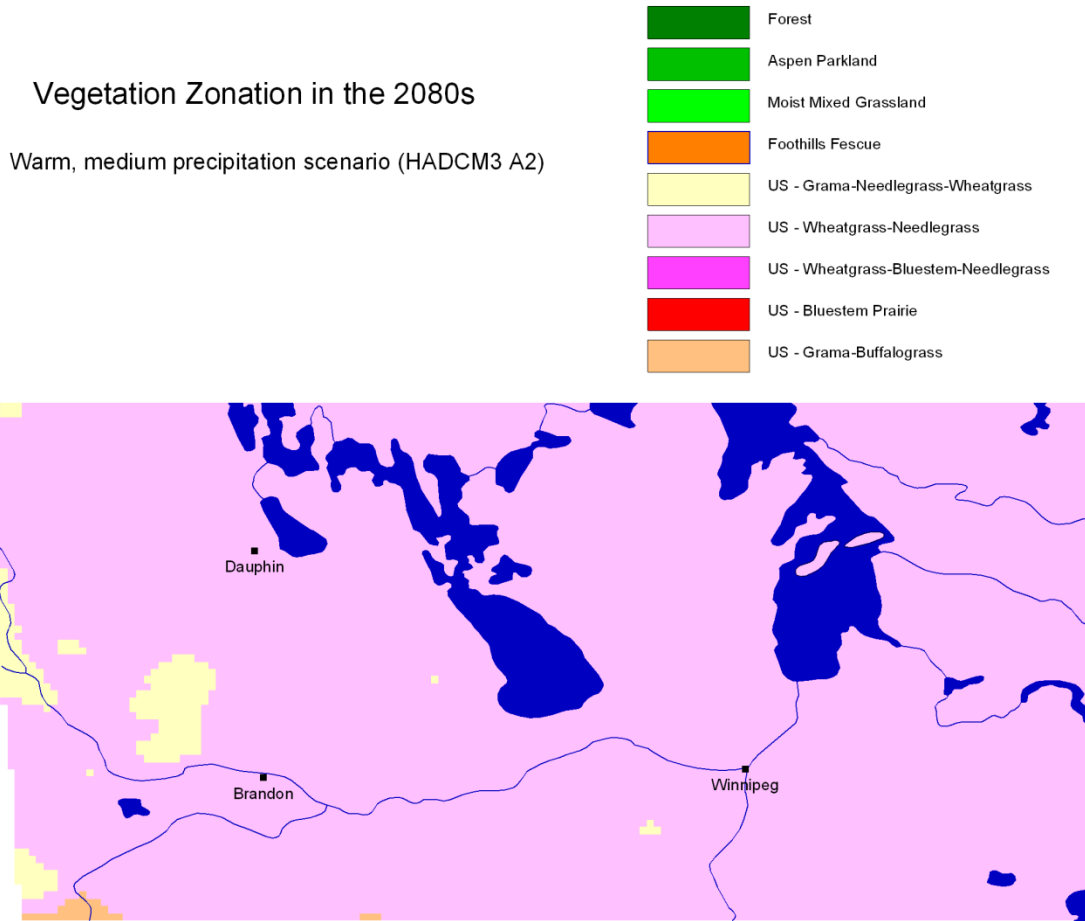 Vegetation Zonation in the 2080s
Warm, medium precipitation scenario (HADCM3 A2)
Forest
Aspen Parkland
Moist Mixed Grassland
Foothills Fescue
US - Grama-Needlegrass-Wheatgrass
US - Wheatgrass-Needlegrass
US - Wheatgrass-Bluestem-Needlegrass
US - Bluestem Prairie
US - Grama-Buffalograss
Dauphin
Brandon
Winnipeg